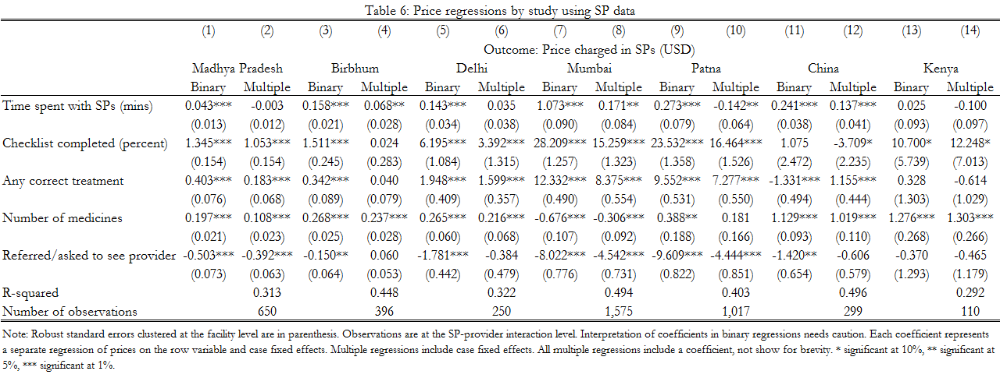 Table 6: Price regressions by study using SP data
(1) (2) (3) (4) (5) (6) (7) (8) (9) (10) (11) (12) (13) (14)
Outcome: Price charged in SPs (USD)
Madhya Pradesh Birbhum Delhi Mumbai Patna China Kenya
Binary Multiple Binary Multiple Binary Multiple Binary Multiple Binary Multiple Binary Multiple Binary Multiple
Time spent with SPs (mins) 0.043*** -0.003 0.158*** 0.068** 0.143*** 0.035 1.073*** 0.171** 0.273*** -0.142** 0.241*** 0.137*** 0.025 -0.100
(0.013) (0.012) (0.021) (0.028) (0.034) (0.038) (0.090) (0.084) (0.079) (0.064) (0.038) (0.041) (0.093) (0.097)
Checklist completed (percent) 1.345*** 1.053*** 1.511*** 0.024 6.195*** 3.392*** 28.209*** 15.259*** 23.532*** 16.464*** 1.075 -3.709* 10.700* 12.248*
(0.154) (0.154) (0.245) (0.283) (1.084) (1.315) (1.257) (1.323) (1.358) (1.526) (2.472) (2.235) (5.739) (7.013)
Any correct treatment 0.403*** 0.183*** 0.342*** 0.040 1.948*** 1.599*** 12.332*** 8.375*** 9.552*** 7.277*** -1.331*** 1.155*** 0.328 -0.614
(0.076) (0.068) (0.089) (0.079) (0.409) (0.357) (0.490) (0.554) (0.531) (0.550) (0.494) (0.444) (1.303) (1.029)
Number of medicines 0.197*** 0.108*** 0.268*** 0.237*** 0.265*** 0.216*** -0.676*** -0.306*** 0.388** 0.181 1.129*** 1.019*** 1.276*** 1.303***
(0.021) (0.023) (0.025) (0.028) (0.060) (0.068) (0.107) (0.092) (0.188) (0.166) (0.093) (0.110) (0.268) (0.266)
Referred/asked to see provider -0.503*** -0.392*** -0.150** 0.060 -1.781*** -0.384 -8.022*** -4.542*** -9.609*** -4.444*** -1.420** -0.606 -0.370 -0.465
(0.073) (0.063) (0.064) (0.053) (0.442) (0.479) (0.776) (0.731) (0.822) (0.851) (0.654) (0.579) (1.293) (1.179)
R-squared 0.313 0.448 0.322 0.494 0.403 0.496 0.292
Number of observations 650 396 250 1,575 1,017 299 110
Note: Robust standard errors clustered at the facility level are in parenthesis. Observations are at the SP-provider interaction level. Interpretation of coefficients in binary regressions needs caution. Each coefficient represents
a separate regression of prices on the row variable and case fixed effects. Multiple regressions include case fixed effects. All multiple regressions include a coefficient, not show for brevity. * significant at 10%, ** significant at
5%, *** significant at 1%.